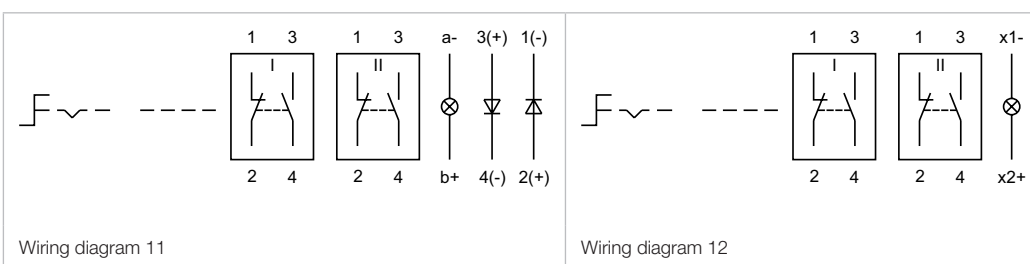 1 3 1 3 a- 3(+) 1(-)
I II
2 4 2 4 b+ 4(-) 2(+)
Wiring diagram 11
1 3 1 3 x1-
I II
2 4 2 4 x2+
Wiring diagram 12